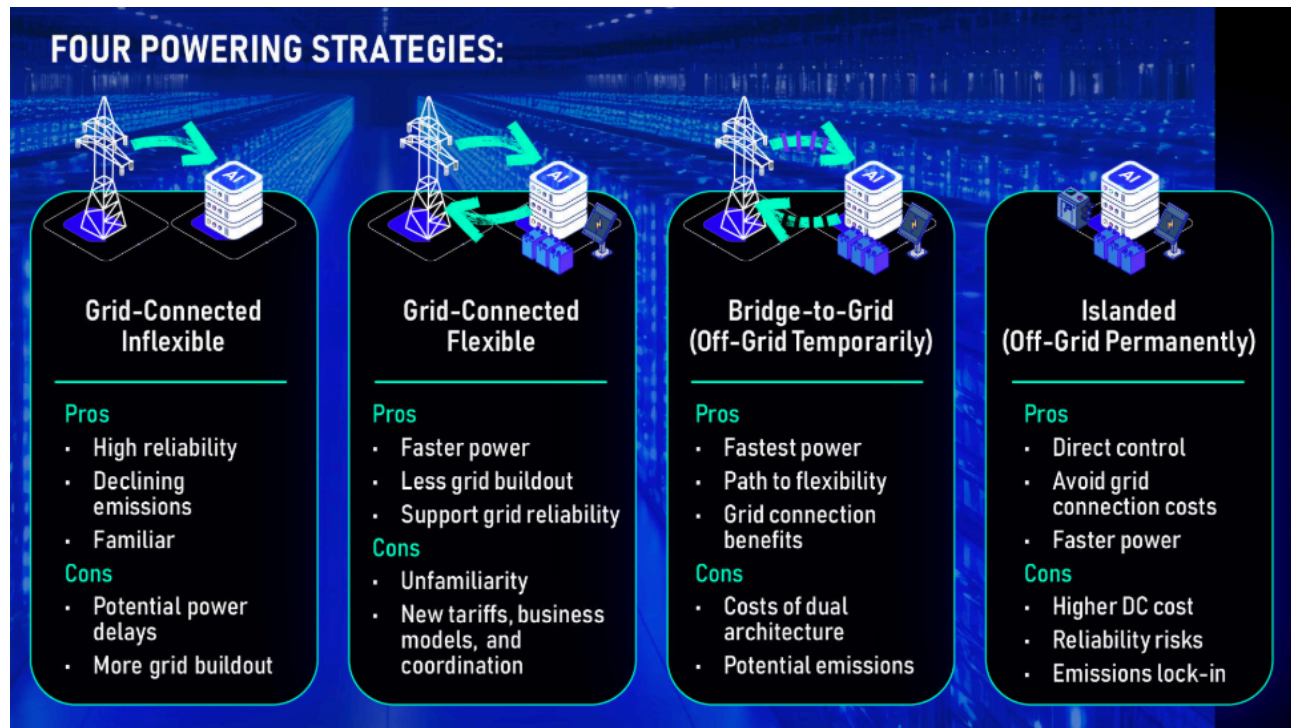 FOUR POWERING STRATEGIES:
AI
AI
AI
AI
Grid-Connected
Inflexible
Pros
· High reliability
· Declining
emissions
· Familiar
Cons
· Potential power
delays
· More grid buildout
Grid-Connected
Flexible
Pros
· Faster power
· Less grid buildout
· Support grid reliability
Cons
· Unfamiliarity
· New tariffs, business
models, and
coordination
Bridge-to-Grid
(Off-Grid Temporarily)
Pros
· Fastest power
· Path to flexibility
· Grid connection
benefits
Cons
· Costs of dual
architecture
· Potential emissions
Islanded
(Off-Grid Permanently)
Pros
· Direct control
· Avoid grid
connection costs
· Faster power
Cons
· Higher DC cost
· Reliability risks
· Emissions lock-in